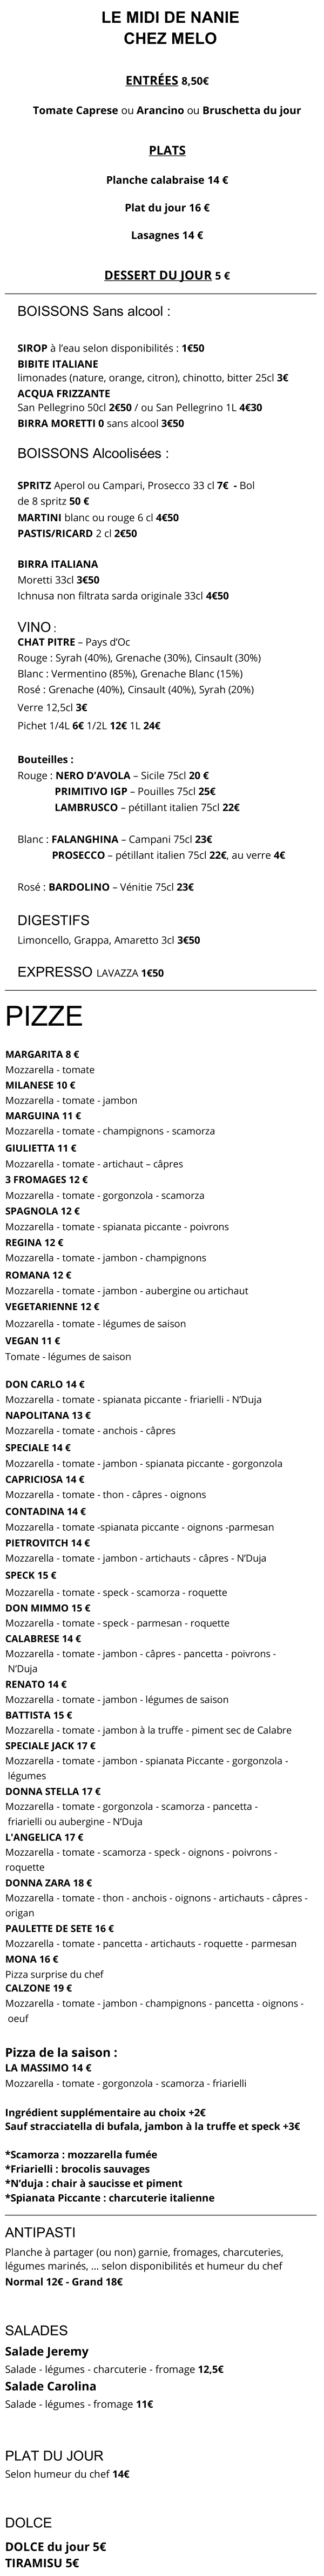 LE MIDI DE NANIE
CHEZ MELO
ENTRÉES 8,50€
Tomate Caprese ou Arancino ou Bruschetta du jour
PLATS
Planche calabraise 14 €
Plat du jour 16 €
Lasagnes 14 €
DESSERT DU JOUR 5 €
BOISSONS Sans alcool :
SIROP à l'eau selon disponibilités : 1€50
BIBITE ITALIANE
limonades (nature, orange, citron), chinotto, bitter 25cl 3€
ACQUA FRIZZANTE
San Pellegrino 50cl 2€50 / ou San Pellegrino 1L 4€30
BIRRA MORETTI 0 sans alcool 3€50
BOISSONS Alcoolisées :
SPRITZ Aperol ou Campari, Prosecco 33 cl 7€ - Bol
de 8 spritz 50 €
MARTINI blanc ou rouge 6 cl 4€50
PASTIS/RICARD 2 cl 2€50
BIRRA ITALIANA
Moretti 33cl 3€50
Ichnusa non filtrata sarda originale 33cl 4€50
VINO :
CHAT PITRE – Pays d'Oc
Rouge : Syrah (40%), Grenache (30%), Cinsault (30%)
Blanc : Vermentino (85%), Grenache Blanc (15%)
Rosé : Grenache (40%), Cinsault (40%), Syrah (20%)
Verre 12,5cl 3€
Pichet 1/4L 6€ 1/2L 12€ 1L 24€
Bouteilles :
Rouge : NERO D'AVOLA – Sicile 75cl 20 €
PRIMITIVO IGP – Pouilles 75cl 25€
LAMBRUSCO – pétillant italien 75cl 22€
Blanc : FALANGHINA – Campani 75cl 23€
PROSECCO – pétillant italien 75cl 22€, au verre 4€
Rosé : BARDOLINO – Vénitie 75cl 23€
DIGESTIFS
Limoncello, Grappa, Amaretto 3cl 3€50
EXPRESSO LAVAZZA 1€50
PIZZE
MARGARITA 8 €
Mozzarella - tomate
MILANESE 10 €
Mozzarella - tomate - jambon
MARGUINA 11 €
Mozzarella - tomate - champignons - scamorza
GIULIETTA 11 €
Mozzarella - tomate - artichaut – câpres
3 FROMAGES 12 €
Mozzarella - tomate - gorgonzola - scamorza
SPAGNOLA 12 €
Mozzarella - tomate - spianata piccante - poivrons
REGINA 12 €
Mozzarella - tomate - jambon - champignons
ROMANA 12 €
Mozzarella - tomate - jambon - aubergine ou artichaut
VEGETARIENNE 12 €
Mozzarella - tomate - légumes de saison
VEGAN 11 €
Tomate - légumes de saison
DON CARLO 14 €
Mozzarella - tomate - spianata piccante - friarielli - N'Duja
NAPOLITANA 13 €
Mozzarella - tomate - anchois - câpres
SPECIALE 14 €
Mozzarella - tomate - jambon - spianata piccante - gorgonzola
CAPRICIOSA 14 €
Mozzarella - tomate - thon - câpres - oignons
CONTADINA 14 €
Mozzarella - tomate -spianata piccante - oignons -parmesan
PIETROVITCH 14 €
Mozzarella - tomate - jambon - artichauts - câpres - N'Duja
SPECK 15 €
Mozzarella - tomate - speck - scamorza - roquette
DON MIMMO 15 €
Mozzarella - tomate - speck - parmesan - roquette
CALABRESE 14 €
Mozzarella - tomate - jambon - câpres - pancetta - poivrons -
N'Duja
RENATO 14 €
Mozzarella - tomate - jambon - légumes de saison
BATTISTA 15 €
Mozzarella - tomate - jambon à la truffe - piment sec de Calabre
SPECIALE JACK 17 €
Mozzarella - tomate - jambon - spianata Piccante - gorgonzola -
légumes
DONNA STELLA 17 €
Mozzarella - tomate - gorgonzola - scamorza - pancetta -
friarielli ou aubergine - N'Duja
L'ANGELICA 17 €
Mozzarella - tomate - scamorza - speck - oignons - poivrons -
roquette
DONNA ZARA 18 €
Mozzarella - tomate - thon - anchois - oignons - artichauts - câpres -
origan
PAULETTE DE SETE 16 €
Mozzarella - tomate - pancetta - artichauts - roquette - parmesan
MONA 16 €
Pizza surprise du chef
CALZONE 19 €
Mozzarella - tomate - jambon - champignons - pancetta - oignons -
oeuf
Pizza de la saison :
LA MASSIMO 14 €
Mozzarella - tomate - gorgonzola - scamorza - friarielli
Ingrédient supplémentaire au choix +2€
Sauf stracciatella di bufala, jambon à la truffe et speck +3€
*Scamorza : mozzarella fumée
*Friarielli : brocolis sauvages
*N'duja : chair à saucisse et piment
*Spianata Piccante : charcuterie italienne
ANTIPASTI
Planche à partager (ou non) garnie, fromages, charcuteries,
légumes marinés, ... selon disponibilités et humeur du chef
Normal 12€ - Grand 18€
SALADES
Salade Jeremy
Salade - légumes - charcuterie - fromage 12,5€
Salade Carolina
Salade - légumes - fromage 11€
PLAT DU JOUR
Selon humeur du chef 14€
DOLCE
DOLCE du jour 5€
TIRAMISU 5€